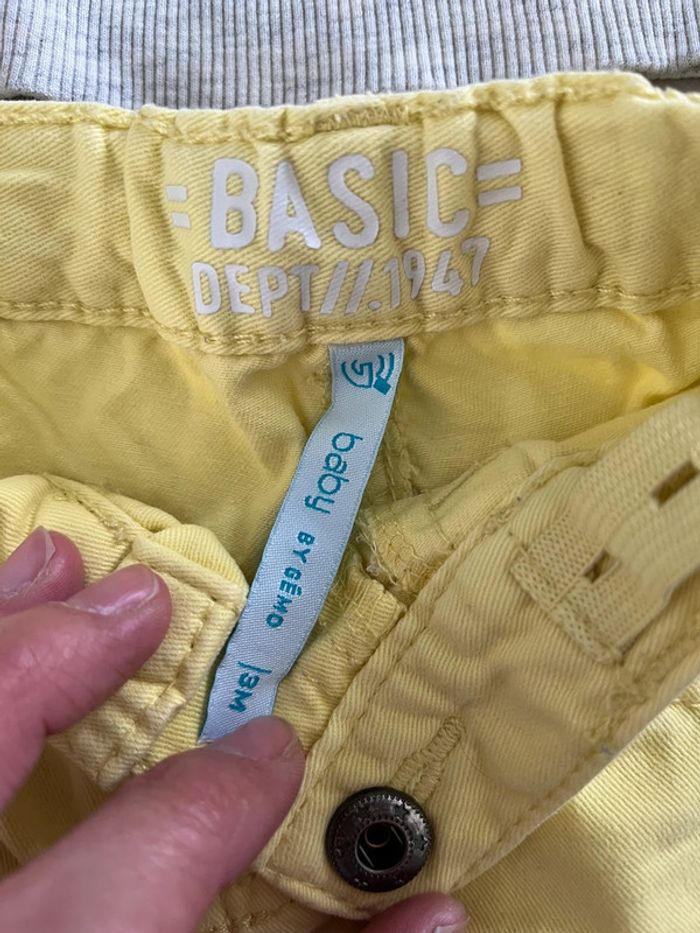 =BASIC=
DEPT//.1947
baby BY GÉMO /3M